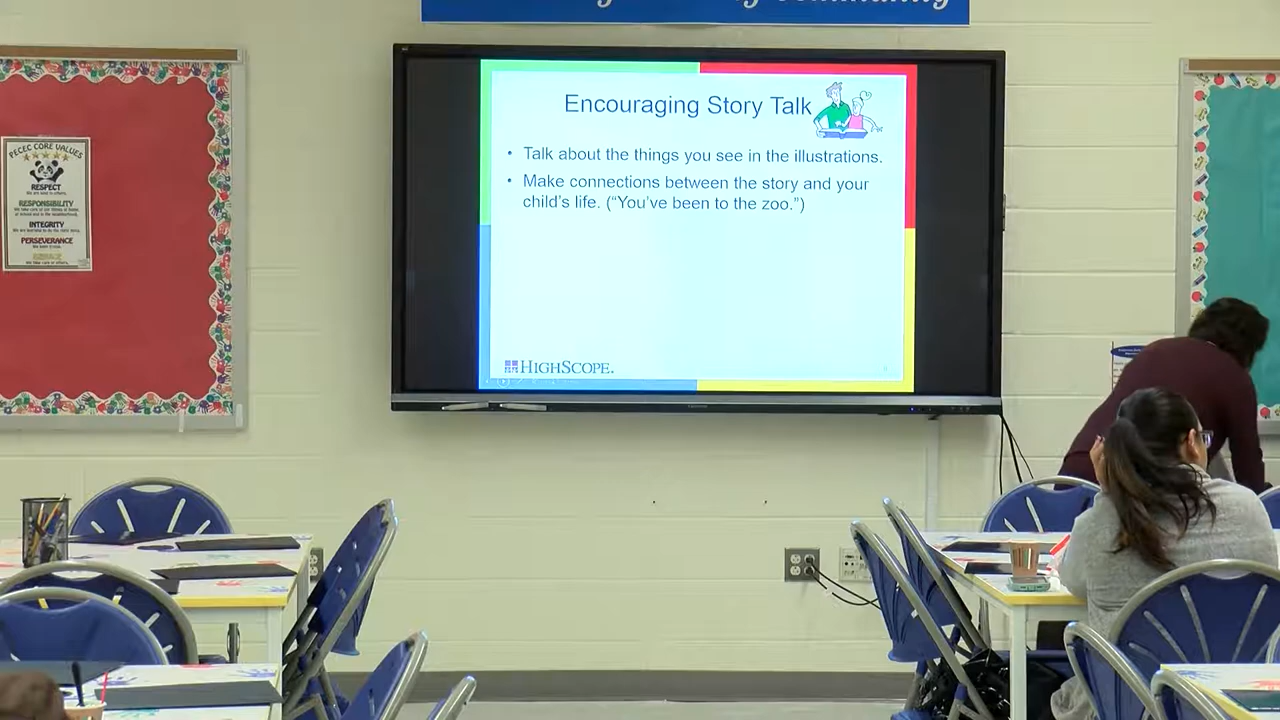 Community
Encouraging Story Talk
• Talk about the things you see in the illustrations.
• Make connections between the story and your
child's life. (“You've been to the zoo.”)
HIGHSCOPE.
PECEC CORE VALUES
RESPECT
RESPONSIBILITY
INTEGRITY
PERSEVERANCE